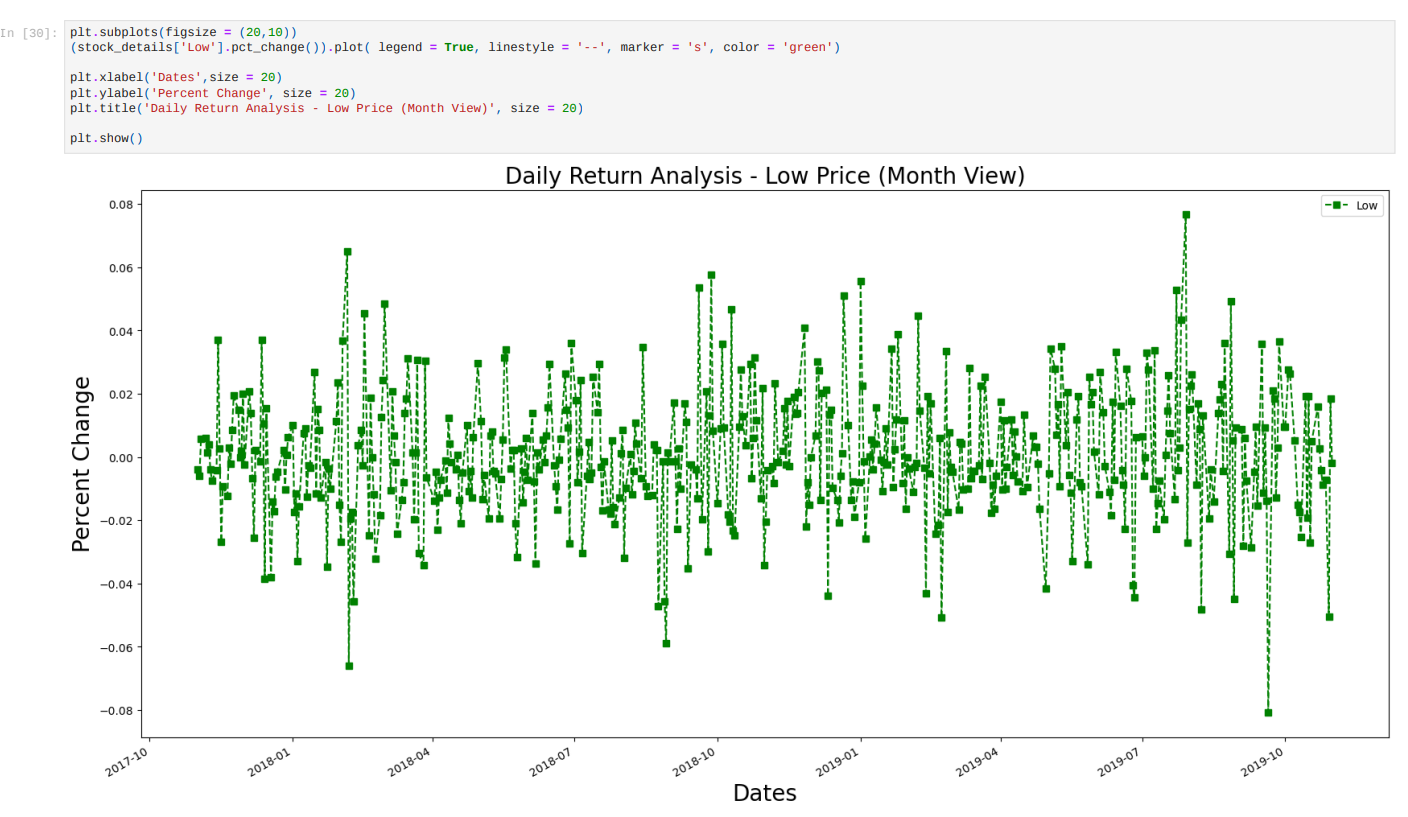 In [30]:
plt.subplots(figsize = (20,10))
(stock_details['Low'].pct_change()).plot( legend = True, linestyle = '--', marker = 's', color = 'green')
plt.xlabel('Dates',size = 20)
plt.ylabel('Percent Change', size = 20)
plt.title('Daily Return Analysis - Low Price (Month View)', size = 20)
plt.show()
Daily Return Analysis - Low Price (Month View)
Low
0.08
0.06
0.04
0.02
0.00
−0.02
−0.04
−0.06
−0.08
Percent Change
2017-10
2018-01
2018-04
2018-07
2018-10
2019-01
2019-04
2019-07
2019-10
Dates